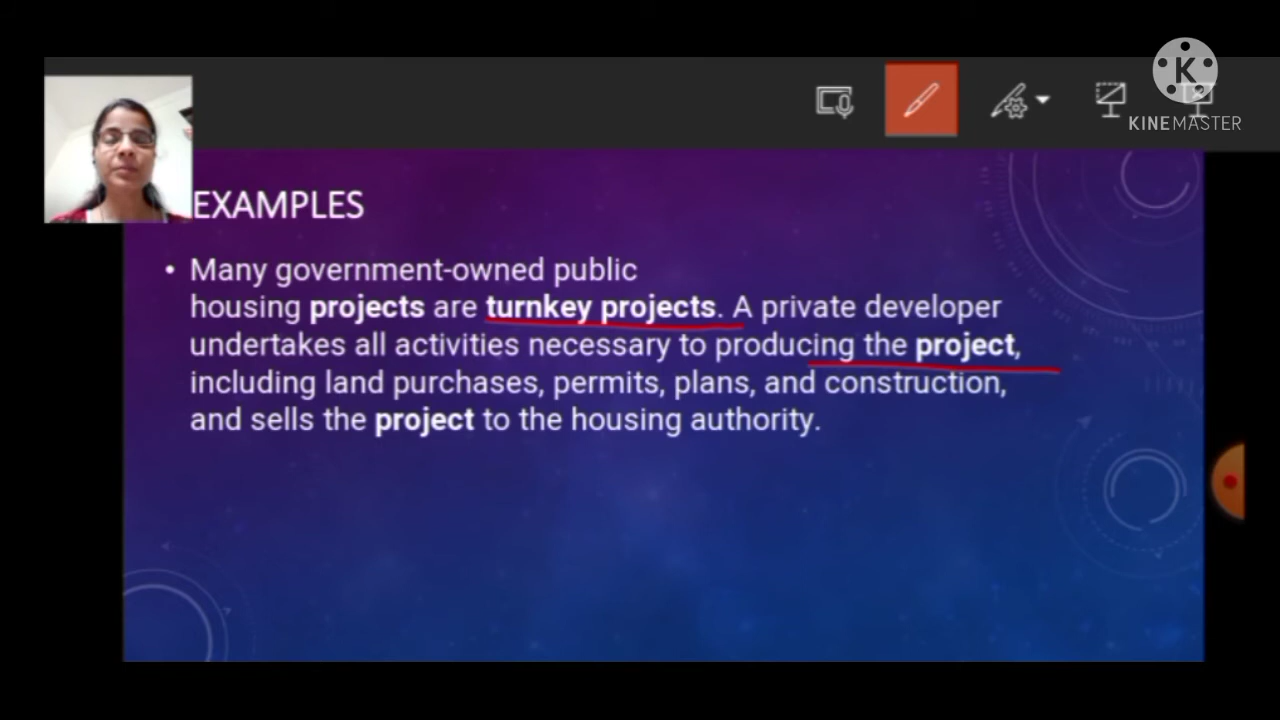 KINEMASTER
EXAMPLES
• Many government-owned public
housing projects are turnkey projects. A private developer
undertakes all activities necessary to producing the project,
including land purchases, permits, plans, and construction,
and sells the project to the housing authority.